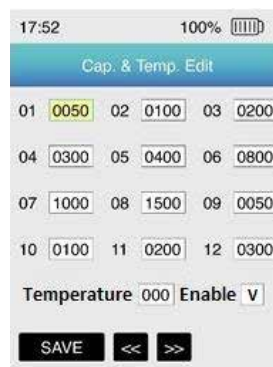 17:52 100%
Cap. & Temp. Edit
01 0050 02 0100 03 0200
04 0300 05 0400 06 0800
07 1000 08 1500 09 0050
10 0100 11 0200 12 0300
Temperature 000 Enable V
SAVE << >>